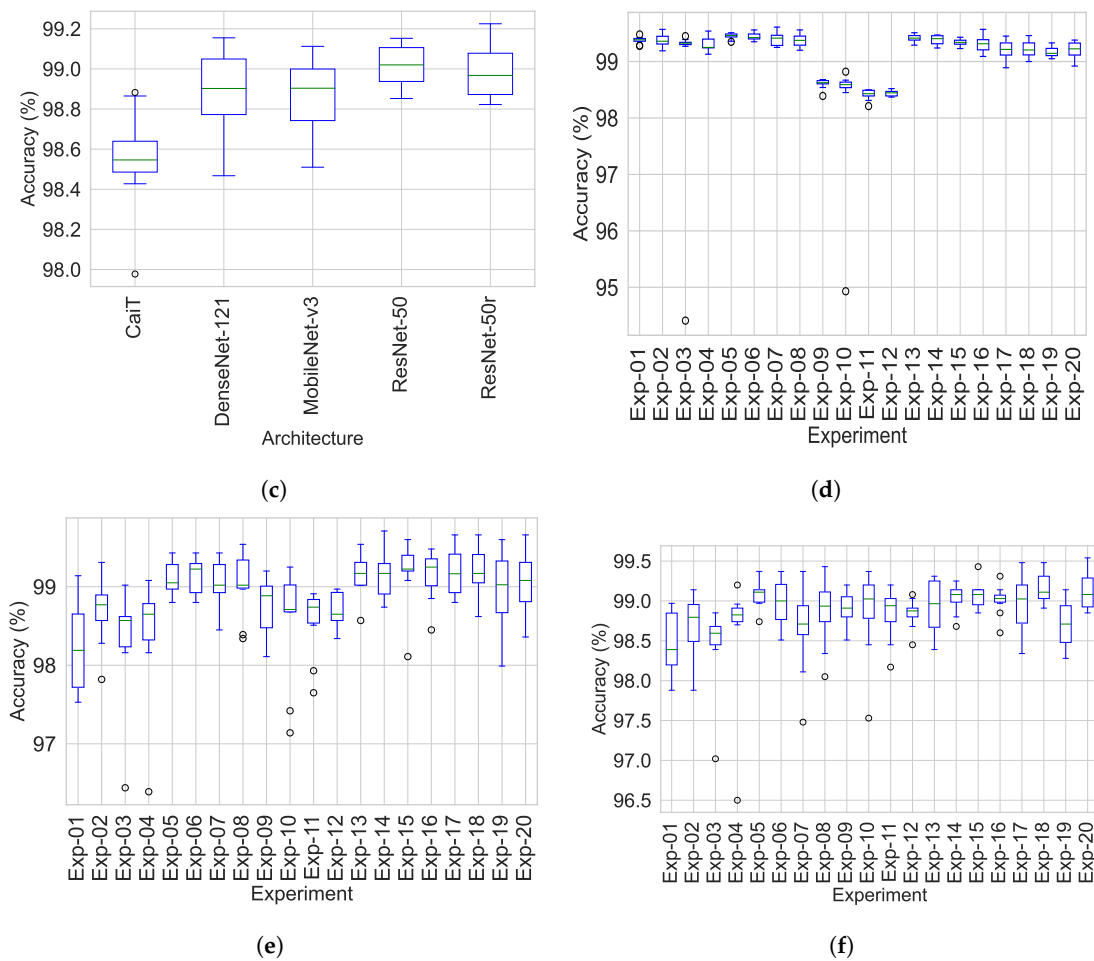 99.2
99.0
98.8
98.6
98.4
98.2
98.0
Accuracy (%)
CaiT
DenseNet-121
MobileNet-v3
ResNet-50
ResNet-50r
Architecture
(c)
99
98
97
96
95
Accuracy (%)
Exp-01
Exp-02
Exp-03
Exp-04
Exp-05
Exp-06
Exp-07
Exp-08
Exp-09
Exp-10
Exp-11
Exp-12
Exp-13
Exp-14
Exp-15
Exp-16
Exp-17
Exp-18
Exp-19
Exp-20
Experiment
(d)
99
98
97
Accuracy (%)
Exp-01
Exp-02
Exp-03
Exp-04
Exp-05
Exp-06
Exp-07
Exp-08
Exp-09
Exp-10
Exp-11
Exp-12
Exp-13
Exp-14
Exp-15
Exp-16
Exp-17
Exp-18
Exp-19
Exp-20
Experiment
(e)
99.5
99.0
98.5
98.0
97.5
97.0
96.5
Accuracy (%)
Exp-01
Exp-02
Exp-03
Exp-04
Exp-05
Exp-06
Exp-07
Exp-08
Exp-09
Exp-10
Exp-11
Exp-12
Exp-13
Exp-14
Exp-15
Exp-16
Exp-17
Exp-18
Exp-19
Exp-20
Experiment
(f)